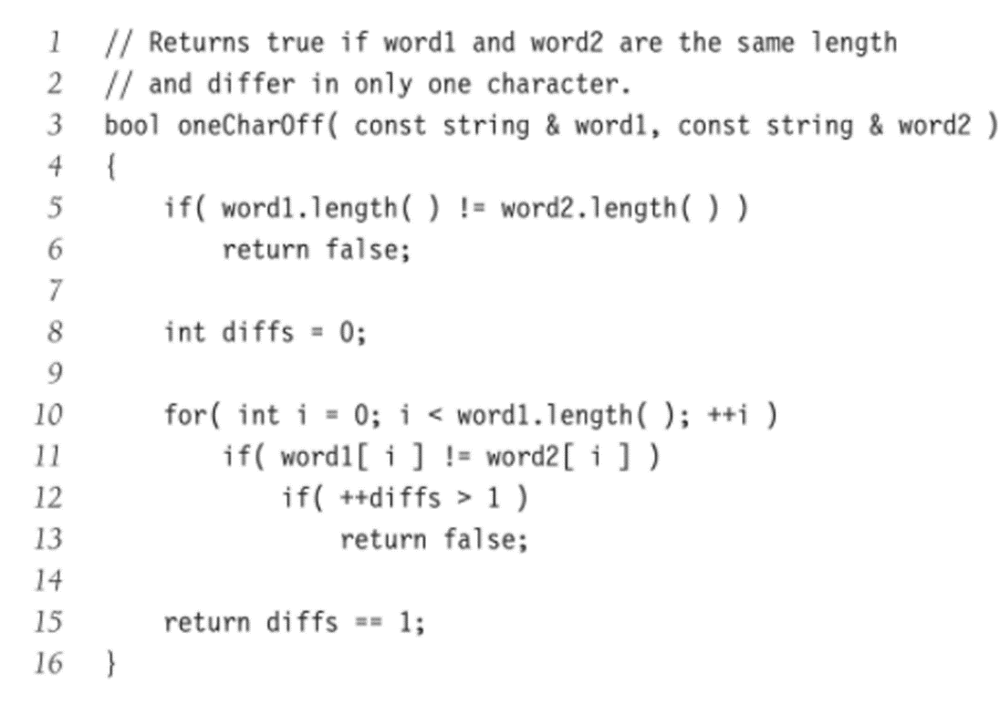 1 // Returns true if word1 and word2 are the same length
2 // and differ in only one character.
3 bool oneCharOff( const string & word1, const string & word2 )
4 {
5     if( word1.length( ) != word2.length( ) )
6         return false;
7
8     int diffs = 0;
9
10     for( int i = 0; i < word1.length( ); ++i )
11         if( word1[ i ] != word2[ i ] )
12             if( ++diffs > 1 )
13                 return false;
14
15     return diffs == 1;
16 }